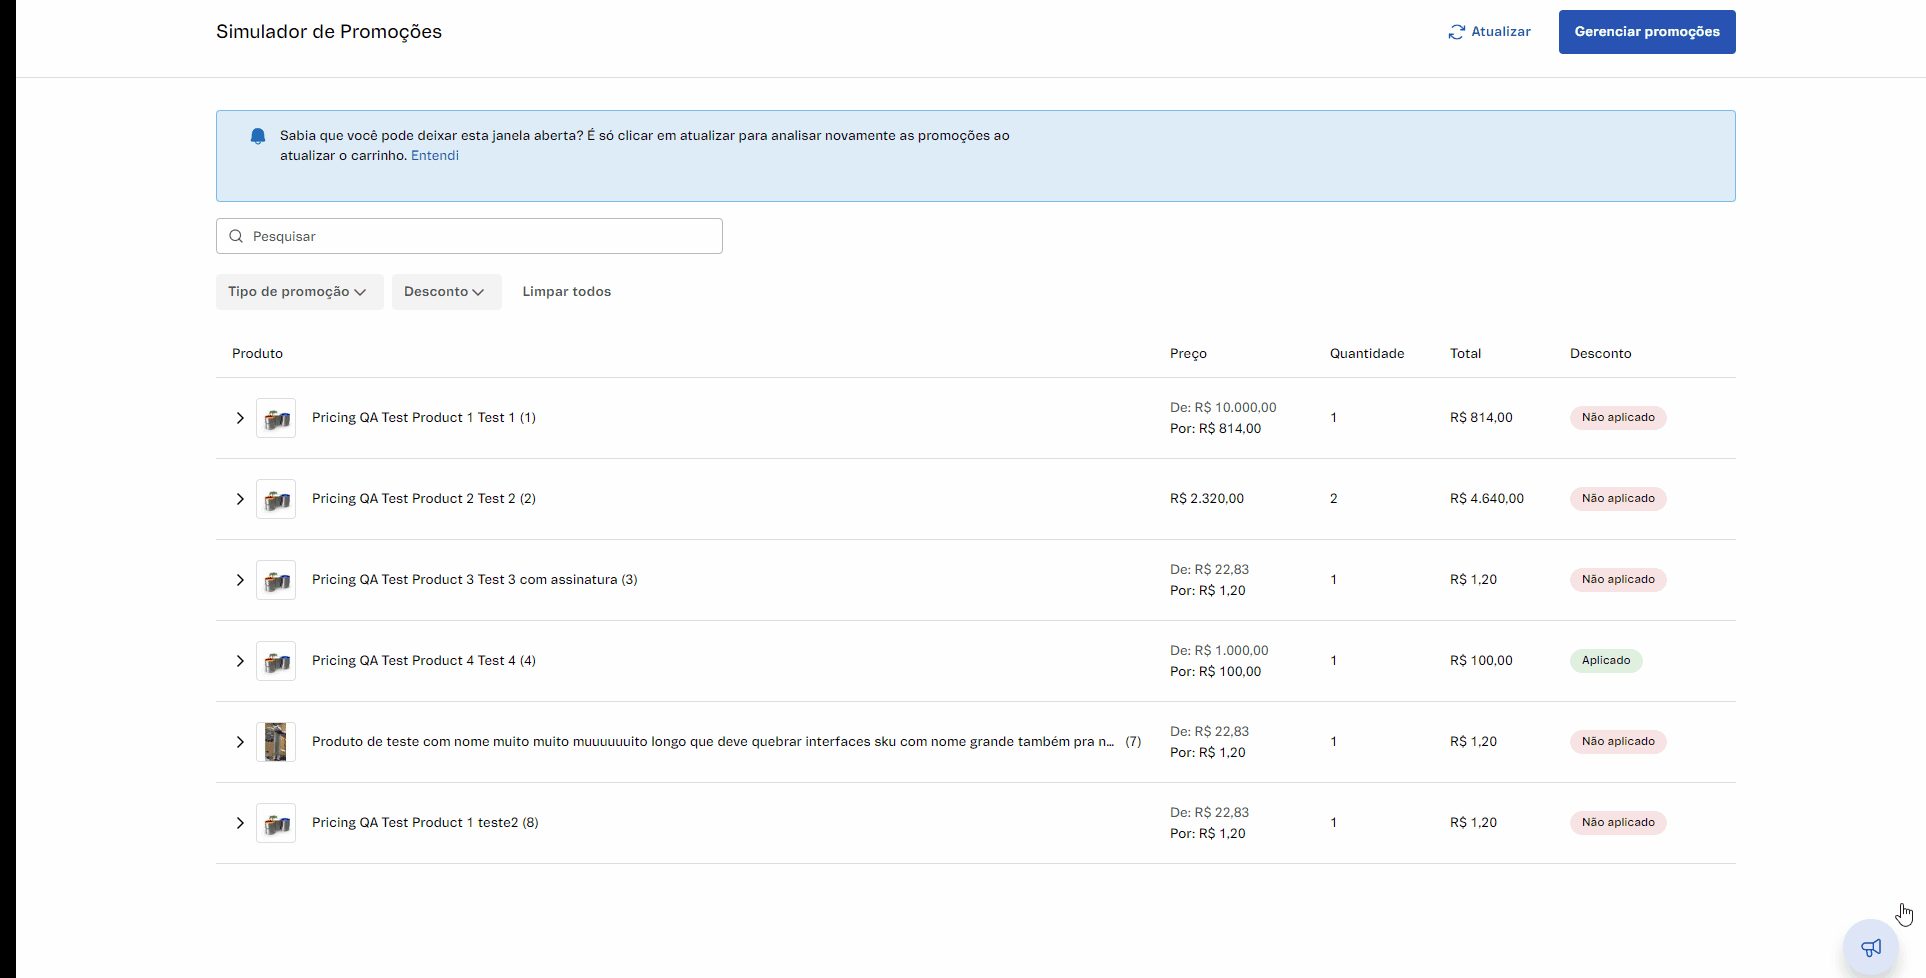 Simulador de Promoções
Atualizar
Gerenciar promoções
Sabia que você pode deixar esta janela aberta? É só clicar em atualizar para analisar novamente as promoções ao
atualizar o carrinho. Entendi
Pesquisar
Tipo de promoção
Desconto
Limpar todos
Produto
Preço
Quantidade
Total
Desconto
Pricing QA Test Product 1 Test 1 (1)
De: R$ 10.000,00
Por: R$ 814,00
1
R$ 814,00
Não aplicado
Pricing QA Test Product 2 Test 2 (2)
R$ 2.320,00
2
R$ 4.640,00
Não aplicado
Pricing QA Test Product 3 Test 3 com assinatura (3)
De: R$ 22,83
Por: R$ 1,20
1
R$ 1,20
Não aplicado
Pricing QA Test Product 4 Test 4 (4)
De: R$ 1.000,00
Por: R$ 100,00
1
R$ 100,00
Aplicado
Produto de teste com nome muito muito muuuuuuito longo que deve quebrar interfaces sku com nome grande também pra n... (7)
De: R$ 22,83
Por: R$ 1,20
1
R$ 1,20
Não aplicado
Pricing QA Test Product 1 teste2 (8)
De: R$ 22,83
Por: R$ 1,20
1
R$ 1,20
Não aplicado